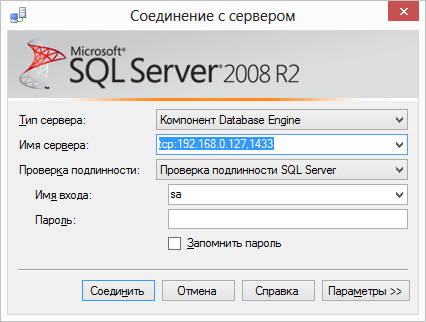 Соединение с сервером
Microsoft®
SQL Server® 2008 R2
Тип сервера: Компонент Database Engine
Имя сервера: tcp:192.168.0.127,1433
Проверка подлинности: Проверка подлинности SQL Server
Имя входа: sa
Пароль:
Запомнить пароль
Соединить Отмена Справка Параметры >>